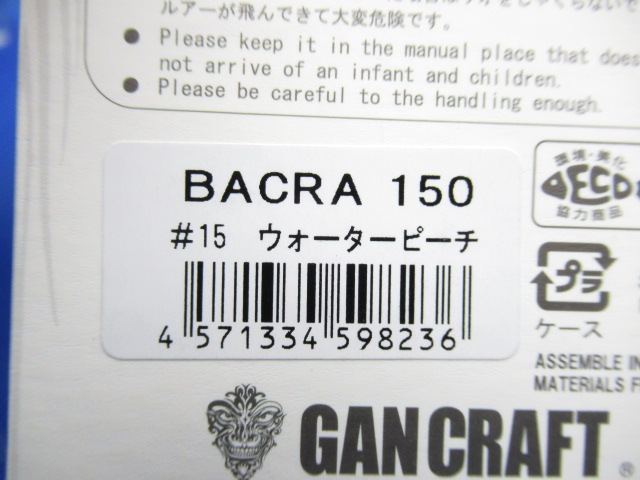 ルアーが飛んできて大変危険です。
● Please keep it in the manual place that does
not arrive of an infant and children.
● Please be careful to the handling enough.
BACRA 150
#15 ウォーターピーチ
4 571334 598236
環境・美化
DECO
協力商品
プラ
ケース
ASSEMBLE IN
MATERIALS F
GAN CRAFT ®